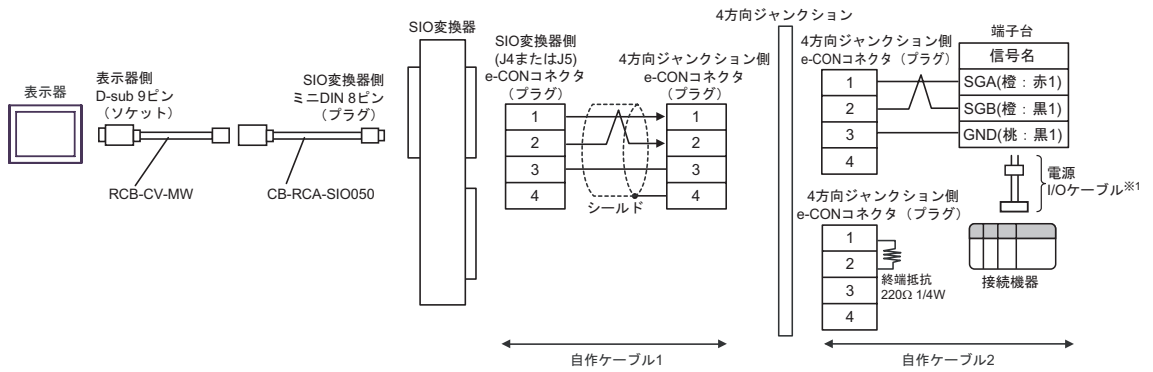 表示器
表示器側
D-sub 9ピン
（ソケット）
RCB-CV-MW
SIO変換器側
ミニDIN 8ピン
（プラグ）
CB-RCA-SIO050
SIO変換器
SIO変換器側
(J4またはJ5)
e-CONコネクタ
（プラグ）
1
2
3
4
シールド
4方向ジャンクション側
e-CONコネクタ
（プラグ）
1
2
3
4
自作ケーブル1
4方向ジャンクション
4方向ジャンクション側
e-CONコネクタ（プラグ）
1
2
3
4
端子台
信号名
SGA(橙：赤1)
SGB(橙：黒1)
GND(桃：黒1)
電源
I/Oケーブル※1
接続機器
4方向ジャンクション側
e-CONコネクタ（プラグ）
1
2
3
4
終端抵抗
220Ω 1/4W
自作ケーブル2